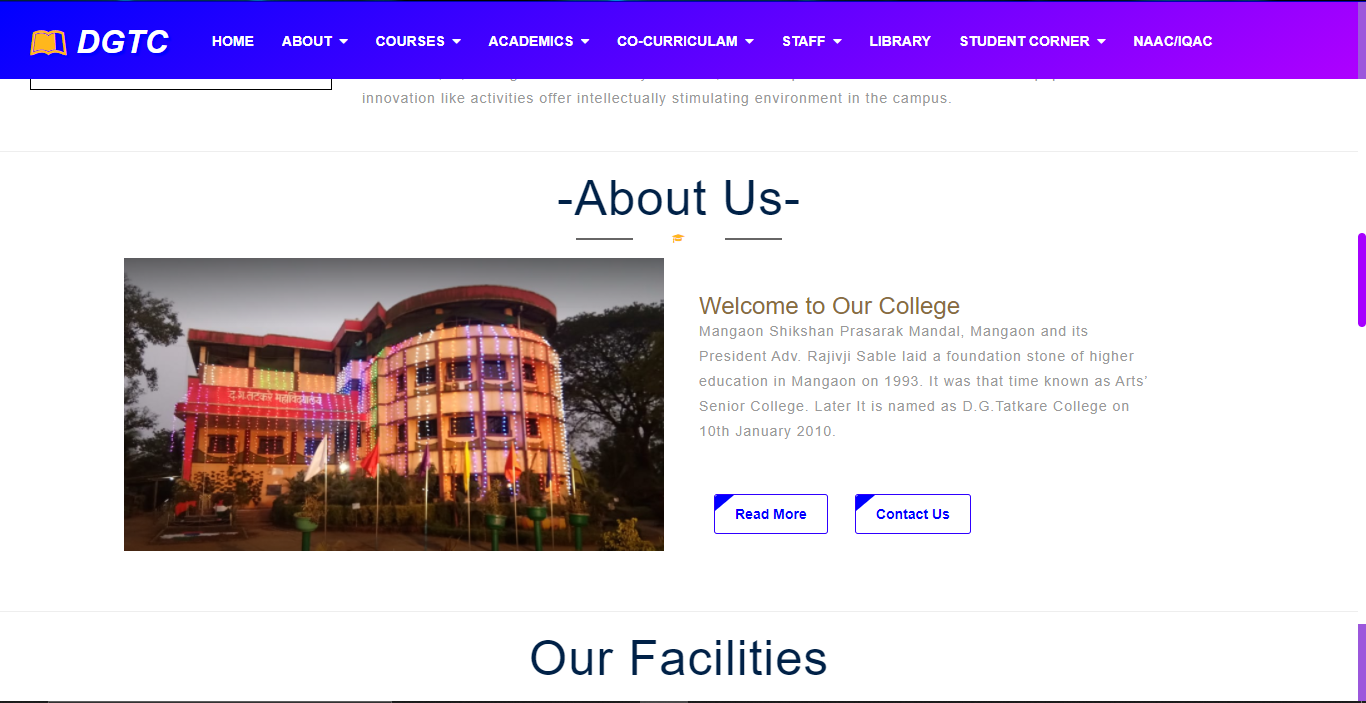 DGTC
HOME ABOUT COURSES ACADEMICS CO-CURRICULAM STAFF LIBRARY STUDENT CORNER NAAC/IQAC
innovation like activities offer intellectually stimulating environment in the campus.
-About Us-
द.ग.तटकरे महाविद्यालय
Welcome to Our College
Mangaon Shikshan Prasarak Mandal, Mangaon and its
President Adv. Rajivji Sable laid a foundation stone of higher
education in Mangaon on 1993. It was that time known as Arts'
Senior College. Later It is named as D.G.Tatkare College on
10th January 2010.
Read More Contact Us
Our Facilities